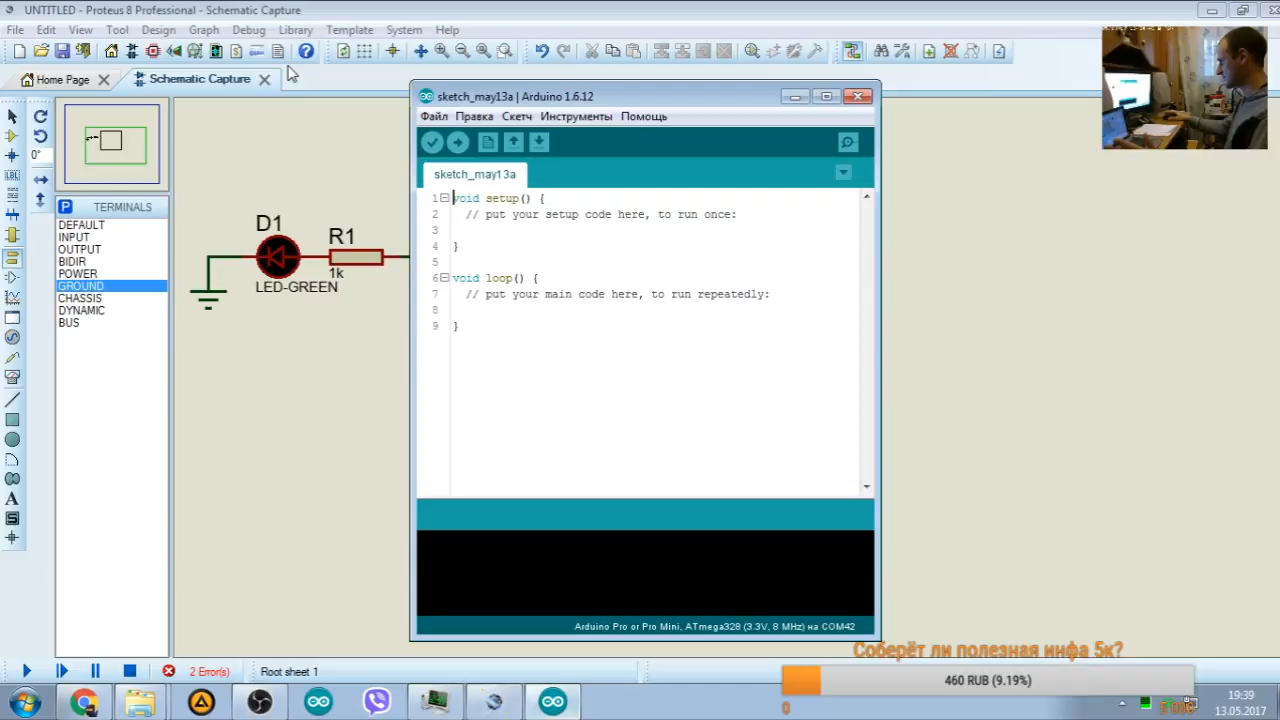 UNTITLED - Proteus 8 Professional - Schematic Capture
File Edit View Tool Design Graph Debug Library Template System Help
Home Page
Schematic Capture
sketch_may13a | Arduino 1.6.12
Файл Правка Скетч Инструменты Помощь
sketch_may13a
0°
P TERMINALS
DEFAULT
INPUT
OUTPUT
BIDIR
POWER
GROUND
CHASSIS
DYNAMIC
BUS
D1
LED-GREEN
R1
1k
1 void setup() {
2 // put your setup code here, to run once:
3
4 }
5
6 void loop() {
7 // put your main code here, to run repeatedly:
8
9 }
Arduino Pro or Pro Mini, ATmega328 (3.3V, 8 MHz) на COM42
Соберёт ли полезная инфа 5к?
460 RUB (9.19%)
0
2 Error(s)
Root sheet 1
19:39
13.05.2017